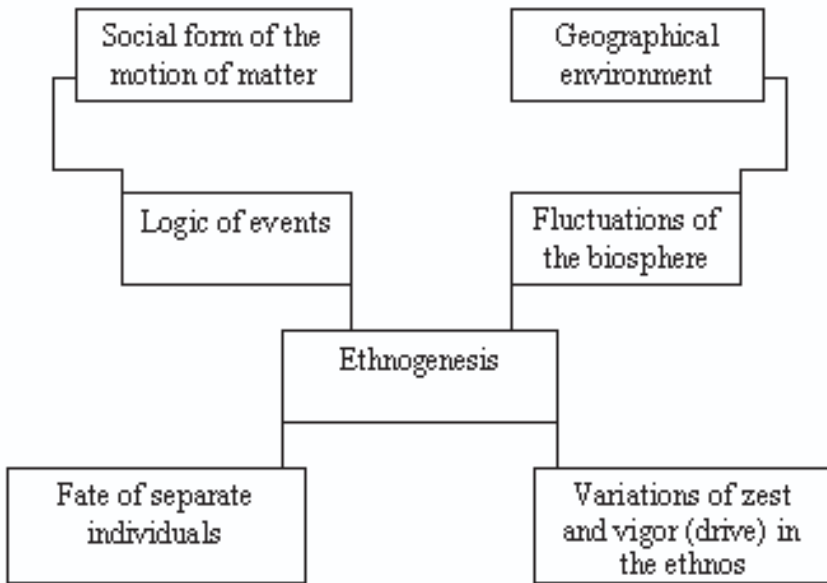 Social form of the
motion of matter
Geographical
environment
Logic of events
Fluctuations of
the biosphere
Ethnogenesis
Fate of separate
individuals
Variations of zest
and vigor (drive) in
the ethnos